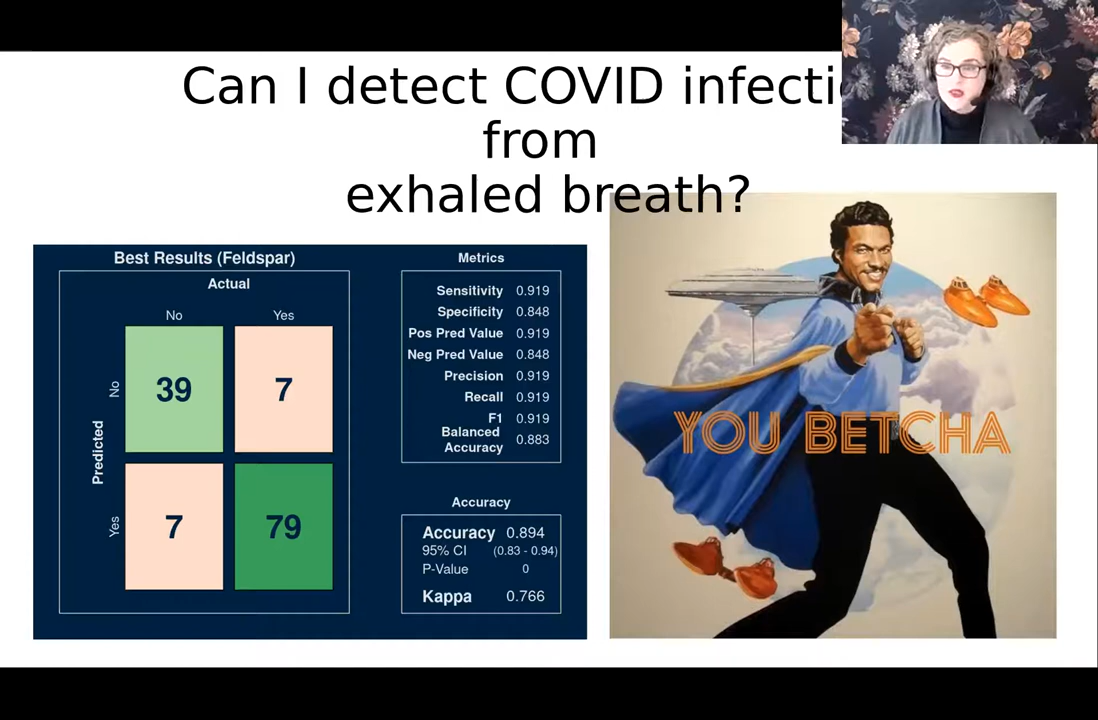 Can I detect COVID infectio
from
exhaled breath?
Best Results (Feldspar)
Actual
No Yes
Predicted
No
39 7
Yes
7 79
Metrics
Sensitivity 0.919
Specificity 0.848
Pos Pred Value 0.919
Neg Pred Value 0.848
Precision 0.919
Recall 0.919
F1 0.919
Balanced
Accuracy 0.883
Accuracy
Accuracy 0.894
95% CI (0.83 - 0.94)
P-Value 0
Kappa 0.766
YOU BETCHA